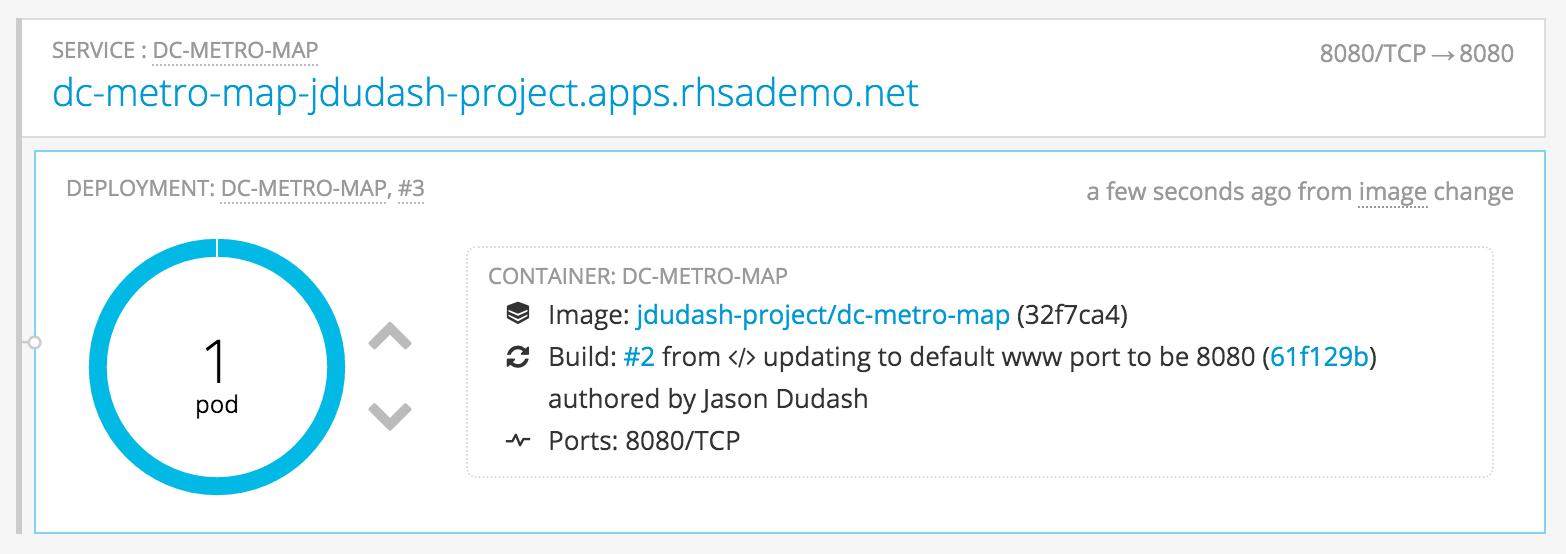 SERVICE : DC-METRO-MAP
8080/TCP → 8080
dc-metro-map-jdudash-project.apps.rhsademo.net
DEPLOYMENT: DC-METRO-MAP, #3
a few seconds ago from image change
1
pod
CONTAINER: DC-METRO-MAP
Image: jdudash-project/dc-metro-map (32f7ca4)
Build: #2 from </> updating to default www port to be 8080 (61f129b)
authored by Jason Dudash
Ports: 8080/TCP